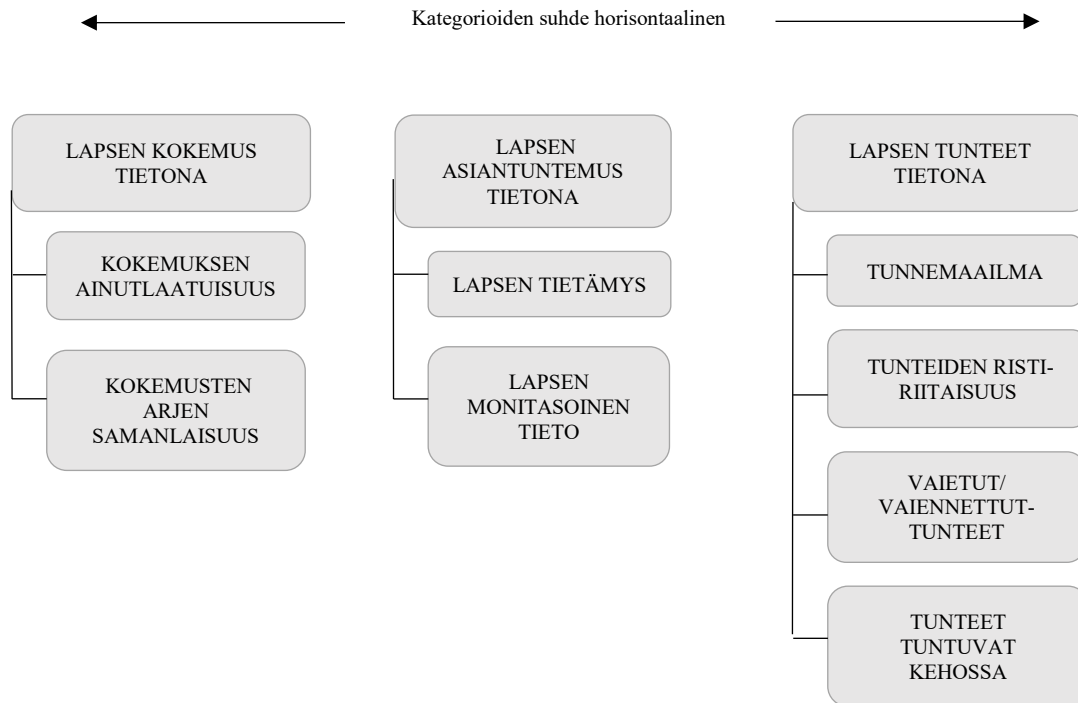 Kategorioiden suhde horisontaalinen
LAPSEN KOKEMUS
TIETONA
KOKEMUKSEN
AINUTLAATUISUUS
KOKEMUSTEN
ARJEN
SAMANLAISUUS
LAPSEN
ASIANTUNTEMUS
TIETONA
LAPSEN TIETÄMYS
LAPSEN
MONITASOINEN
TIETO
LAPSEN TUNTEET
TIETONA
TUNNEMAAILMA
TUNTEIDEN RISTI-
RIITAISUUS
VAIETUT/
VAIENNETTUT-
TUNTEET
TUNTEET
TUNTUVAT
KEHOSSA